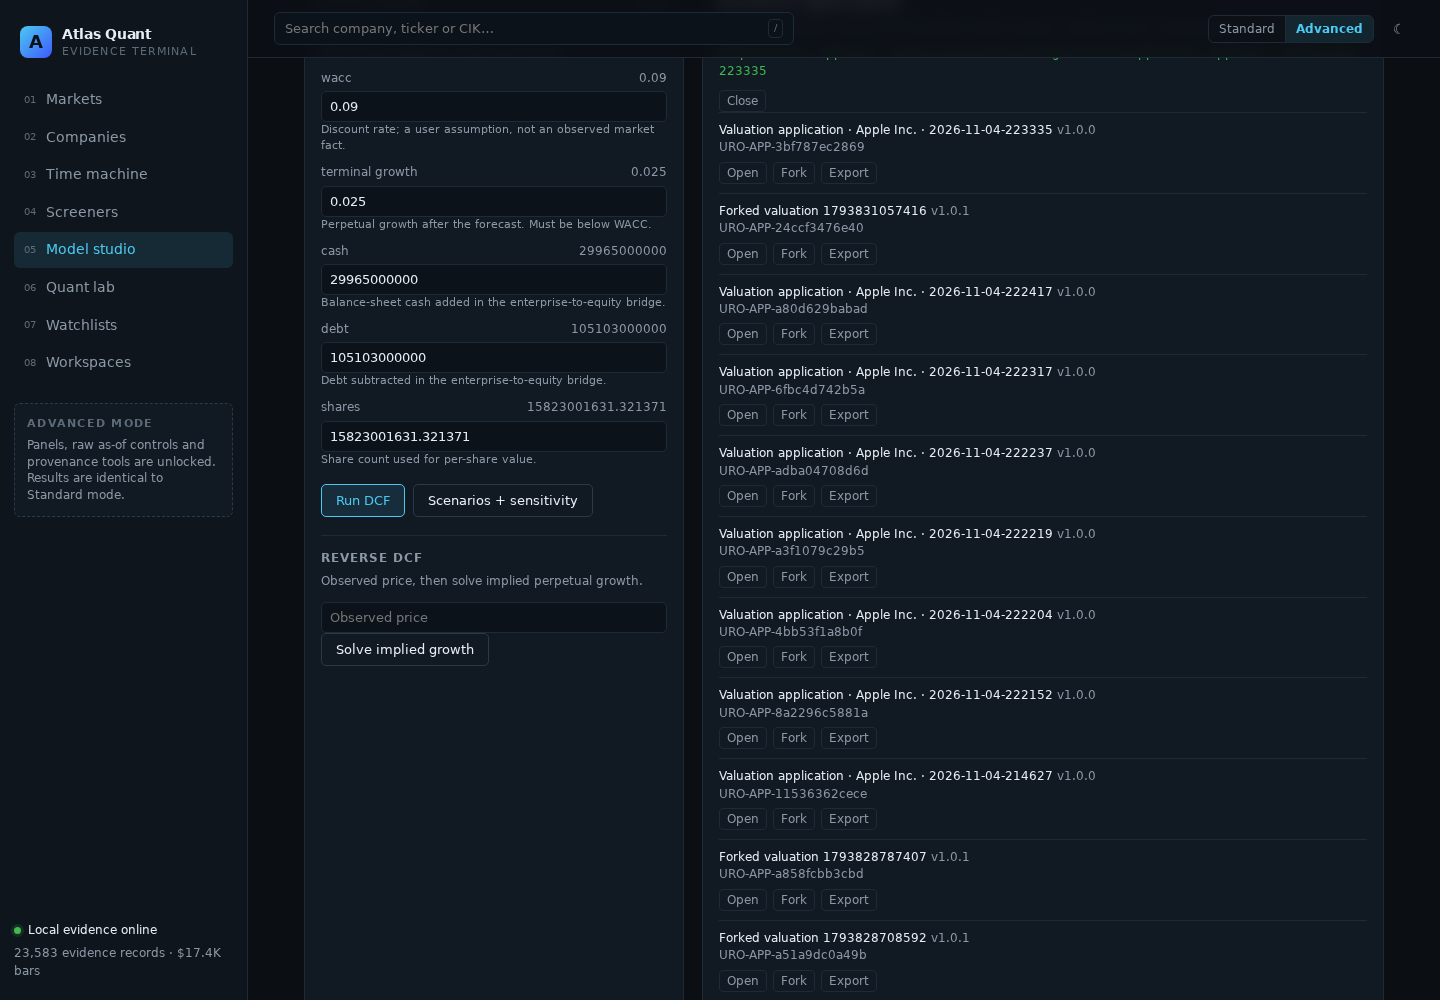 A
Atlas Quant
EVIDENCE TERMINAL
01 Markets
02 Companies
03 Time machine
04 Screeners
05 Model studio
06 Quant lab
07 Watchlists
08 Workspaces
ADVANCED MODE
Panels, raw as-of controls and
provenance tools are unlocked.
Results are identical to
Standard mode.
Local evidence online
23,583 evidence records · $17.4K
bars
Search company, ticker or CIK...
/
Standard
Advanced
wacc 0.09
0.09
Discount rate; a user assumption, not an observed market
fact.
terminal growth 0.025
0.025
Perpetual growth after the forecast. Must be below WACC.
cash 29965000000
29965000000
Balance-sheet cash added in the enterprise-to-equity bridge.
debt 105103000000
105103000000
Debt subtracted in the enterprise-to-equity bridge.
shares 15823001631.321371
15823001631.321371
Share count used for per-share value.
Run DCF
Scenarios + sensitivity
REVERSE DCF
Observed price, then solve implied perpetual growth.
Observed price
Solve implied growth
223335
Close
Valuation application · Apple Inc. · 2026-11-04-223335 v1.0.0
URO-APP-3bf787ec2869
Open Fork Export
Forked valuation 1793831057416 v1.0.1
URO-APP-24ccf3476e40
Open Fork Export
Valuation application · Apple Inc. · 2026-11-04-222417 v1.0.0
URO-APP-a80d629babad
Open Fork Export
Valuation application · Apple Inc. · 2026-11-04-222317 v1.0.0
URO-APP-6fbc4d742b5a
Open Fork Export
Valuation application · Apple Inc. · 2026-11-04-222237 v1.0.0
URO-APP-adba04708d6d
Open Fork Export
Valuation application · Apple Inc. · 2026-11-04-222219 v1.0.0
URO-APP-a3f1079c29b5
Open Fork Export
Valuation application · Apple Inc. · 2026-11-04-222204 v1.0.0
URO-APP-4bb53f1a8b0f
Open Fork Export
Valuation application · Apple Inc. · 2026-11-04-222152 v1.0.0
URO-APP-8a2296c5881a
Open Fork Export
Valuation application · Apple Inc. · 2026-11-04-214627 v1.0.0
URO-APP-11536362cece
Open Fork Export
Forked valuation 1793828787407 v1.0.1
URO-APP-a858fcbb3cbd
Open Fork Export
Forked valuation 1793828708592 v1.0.1
URO-APP-a51a9dc0a49b
Open Fork Export